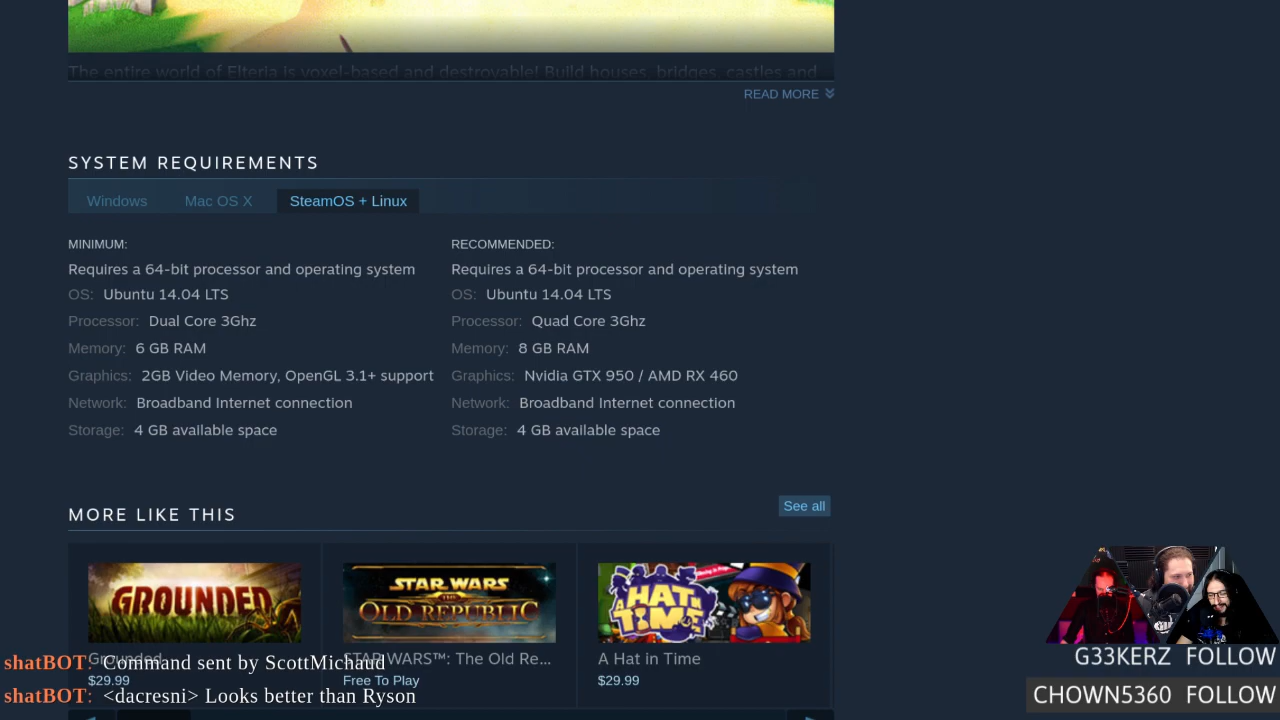 The entire world of Elteria is voxel-based and destroyable! Build houses, bridges, castles and
READ MORE
SYSTEM REQUIREMENTS
Windows Mac OS X SteamOS + Linux
MINIMUM:
Requires a 64-bit processor and operating system
OS: Ubuntu 14.04 LTS
Processor: Dual Core 3Ghz
Memory: 6 GB RAM
Graphics: 2GB Video Memory, OpenGL 3.1+ support
Network: Broadband Internet connection
Storage: 4 GB available space
RECOMMENDED:
Requires a 64-bit processor and operating system
OS: Ubuntu 14.04 LTS
Processor: Quad Core 3Ghz
Memory: 8 GB RAM
Graphics: Nvidia GTX 950 / AMD RX 460
Network: Broadband Internet connection
Storage: 4 GB available space
MORE LIKE THIS
See all
GROUNDED
Grounded
$29.99
STAR WARS
THE
OLD REPUBLIC
STAR WARS™: The Old Re...
Free To Play
A HAT IN TIME
A Hat in Time
$29.99
shatBOT: Command sent by ScottMichaud
shatBOT: <dacresni> Looks better than Ryson
G33KERZ FOLLOW
CHOWN5360 FOLLOW